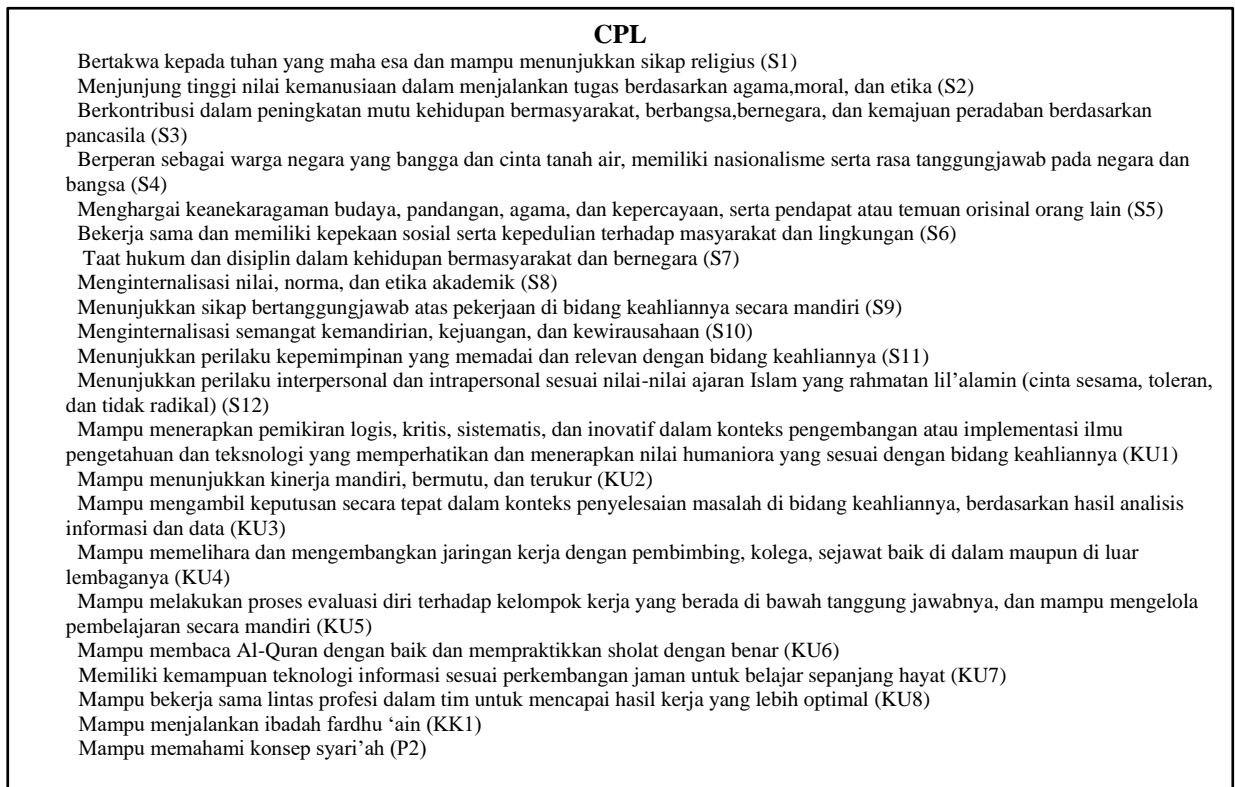 CPL
Bertakwa kepada tuhan yang maha esa dan mampu menunjukkan sikap religius (S1)
Menjunjung tinggi nilai kemanusiaan dalam menjalankan tugas berdasarkan agama,moral, dan etika (S2)
Berkontribusi dalam peningkatan mutu kehidupan bermasyarakat, berbangsa,bernegara, dan kemajuan peradaban berdasarkan
pancasila (S3)
Berperan sebagai warga negara yang bangga dan cinta tanah air, memiliki nasionalisme serta rasa tanggungjawab pada negara dan
bangsa (S4)
Menghargai keanekaragaman budaya, pandangan, agama, dan kepercayaan, serta pendapat atau temuan orisinal orang lain (S5)
Bekerja sama dan memiliki kepekaan sosial serta kepedulian terhadap masyarakat dan lingkungan (S6)
Taat hukum dan disiplin dalam kehidupan bermasyarakat dan bernegara (S7)
Menginternalisasi nilai, norma, dan etika akademik (S8)
Menunjukkan sikap bertanggungjawab atas pekerjaan di bidang keahliannya secara mandiri (S9)
Menginternalisasi semangat kemandirian, kejuangan, dan kewirausahaan (S10)
Menunjukkan perilaku kepemimpinan yang memadai dan relevan dengan bidang keahliannya (S11)
Menunjukkan perilaku interpersonal dan intrapersonal sesuai nilai-nilai ajaran Islam yang rahmatan lil’alamin (cinta sesama, toleran,
dan tidak radikal) (S12)
Mampu menerapkan pemikiran logis, kritis, sistematis, dan inovatif dalam konteks pengembangan atau implementasi ilmu
pengetahuan dan teksnologi yang memperhatikan dan menerapkan nilai humaniora yang sesuai dengan bidang keahliannya (KU1)
Mampu menunjukkan kinerja mandiri, bermutu, dan terukur (KU2)
Mampu mengambil keputusan secara tepat dalam konteks penyelesaian masalah di bidang keahliannya, berdasarkan hasil analisis
informasi dan data (KU3)
Mampu memelihara dan mengembangkan jaringan kerja dengan pembimbing, kolega, sejawat baik di dalam maupun di luar
lembaganya (KU4)
Mampu melakukan proses evaluasi diri terhadap kelompok kerja yang berada di bawah tanggung jawabnya, dan mampu mengelola
pembelajaran secara mandiri (KU5)
Mampu membaca Al-Quran dengan baik dan mempraktikkan sholat dengan benar (KU6)
Memiliki kemampuan teknologi informasi sesuai perkembangan jaman untuk belajar sepanjang hayat (KU7)
Mampu bekerja sama lintas profesi dalam tim untuk mencapai hasil kerja yang lebih optimal (KU8)
Mampu menjalankan ibadah fardhu ‘ain (KK1)
Mampu memahami konsep syari’ah (P2)